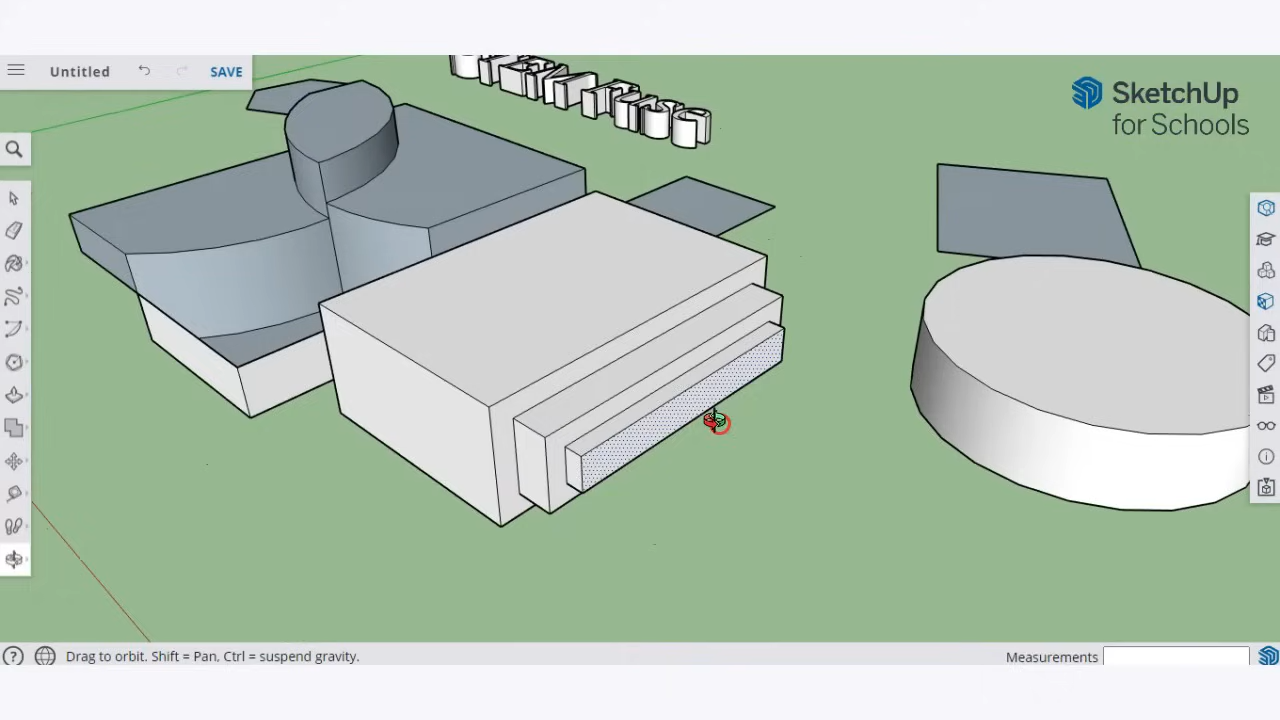 Untitled
SAVE
SketchUp
for Schools
Drag to orbit. Shift = Pan, Ctrl = suspend gravity.
Measurements